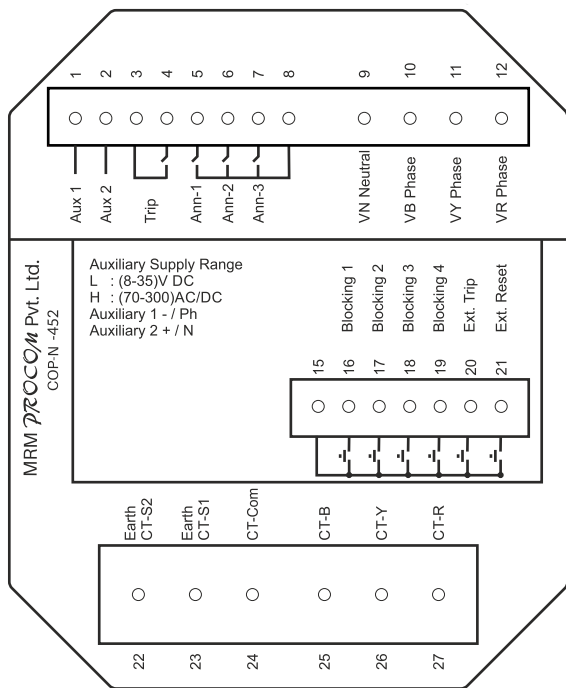 1 2 3 4 5 6 7 8 9 10 11 12
Aux 1
Aux 2
Trip
Ann-1
Ann-2
Ann-3
VN Neutral
VB Phase
VY Phase
VR Phase
MRM PROCOM Pvt. Ltd.
COP-N -452
Auxiliary Supply Range
L : (8-35)V DC
H : (70-300)AC/DC
Auxiliary 1 - / Ph
Auxiliary 2 + / N
Blocking 1
Blocking 2
Blocking 3
Blocking 4
Ext. Trip
Ext. Reset
15 16 17 18 19 20 21
Earth
CT-S2
Earth
CT-S1
CT-Com
CT-B
CT-Y
CT-R
22 23 24 25 26 27